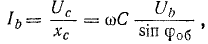 I_b = U_c / x_c = ωC U_b / sin φ_об ,